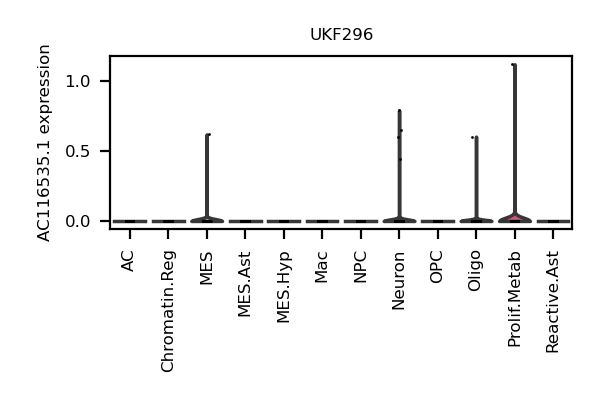 UKF296
AC116535.1 expression
1.0
0.5
0.0
AC
Chromatin.Reg
MES
MES.Ast
MES.Hyp
Mac
NPC
Neuron
OPC
Oligo
Prolif.Metab
Reactive.Ast